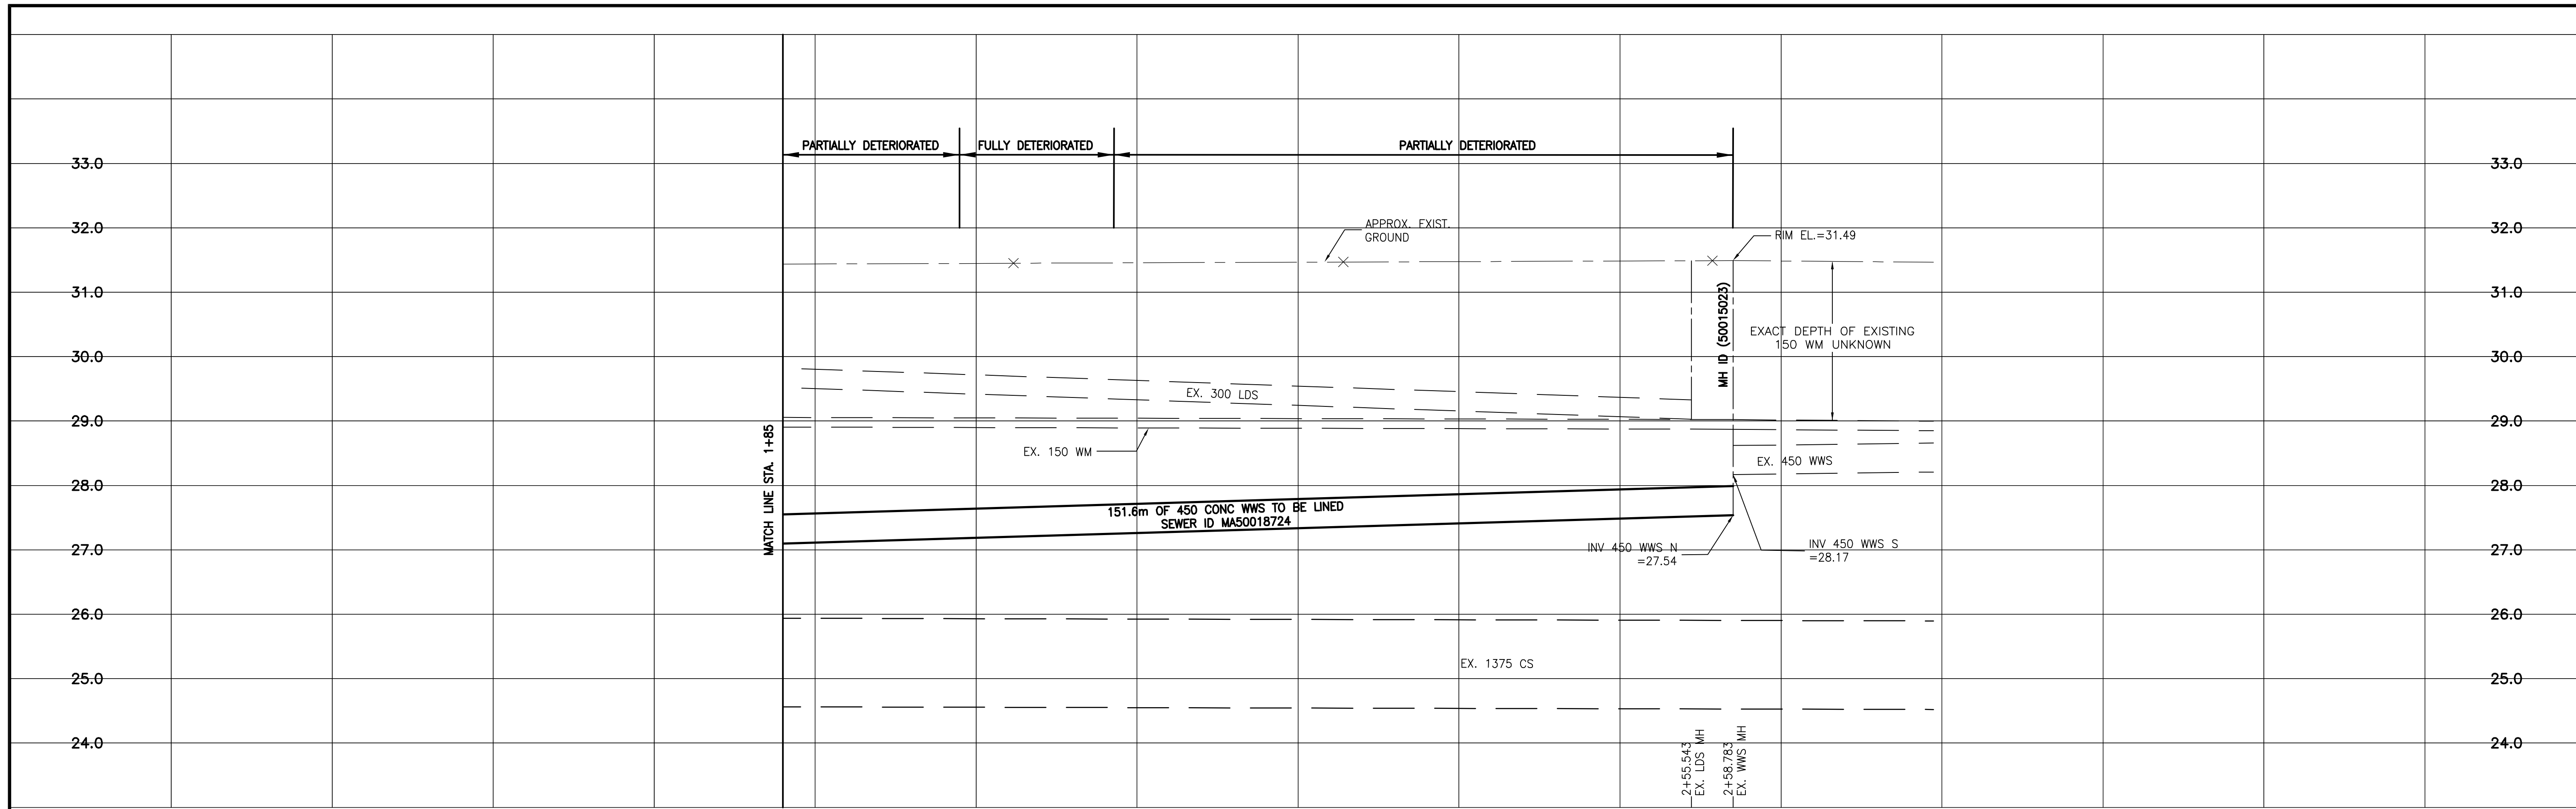 PARTIALLY DETERIORATED
FULLY DETERIORATED
PARTIALLY DETERIORATED
33.0
33.0
32.0
32.0
APPROX. EXIST.
GROUND
RIM EL.=31.49
31.0
31.0
MH ID (50015023)
EXACT DEPTH OF EXISTING
150 WM UNKNOWN
30.0
30.0
EX. 300 LDS
29.0
29.0
MATCH LINE STA. 1+85
EX. 150 WM
EX. 450 WWS
28.0
28.0
151.6m OF 450 CONC WWS TO BE LINED
SEWER ID MA50018724
27.0
27.0
INV 450 WWS N
=27.54
INV 450 WWS S
=28.17
26.0
26.0
EX. 1375 CS
25.0
25.0
24.0
24.0
2+55.543
EX. LDS MH
2+58.783
EX. WWS MH